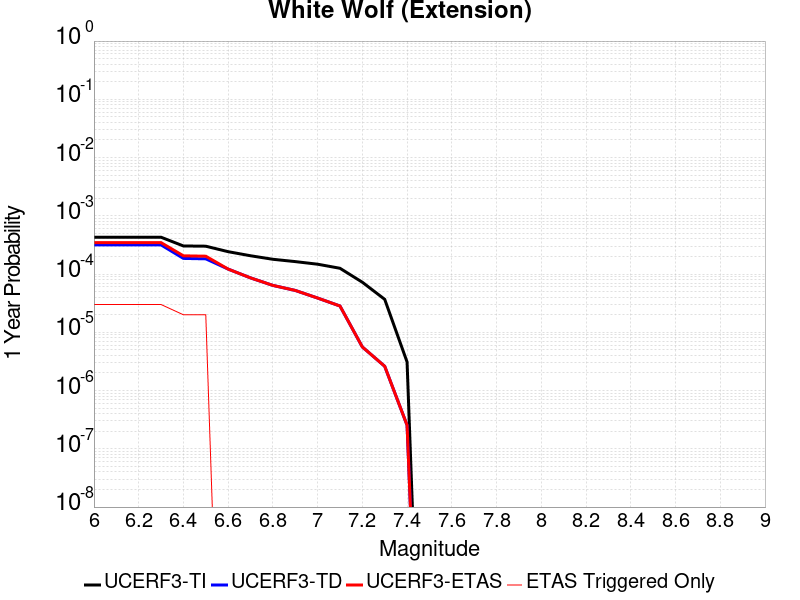 White Wolf (Extension)
10^0
10^-1
10^-2
10^-3
10^-4
10^-5
10^-6
10^-7
10^-8
1 Year Probability
6 6.2 6.4 6.6 6.8 7 7.2 7.4 7.6 7.8 8 8.2 8.4 8.6 8.8 9
Magnitude
UCERF3-TI UCERF3-TD UCERF3-ETAS ETAS Triggered Only